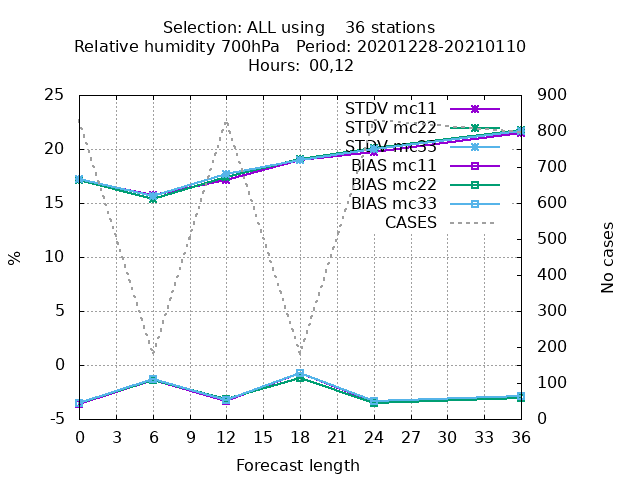 Selection: ALL using    36 stations
Relative humidity 700hPa   Period: 20201228-20210110
Hours: 00,12
25
20
15
10
5
0
-5
%
900
800
700
600
500
400
300
200
100
0
No cases
STDV mc11
STDV mc22
STDV mc33
BIAS mc11
BIAS mc22
BIAS mc33
CASES
0 3 6 9 12 15 18 21 24 27 30 33 36
Forecast length